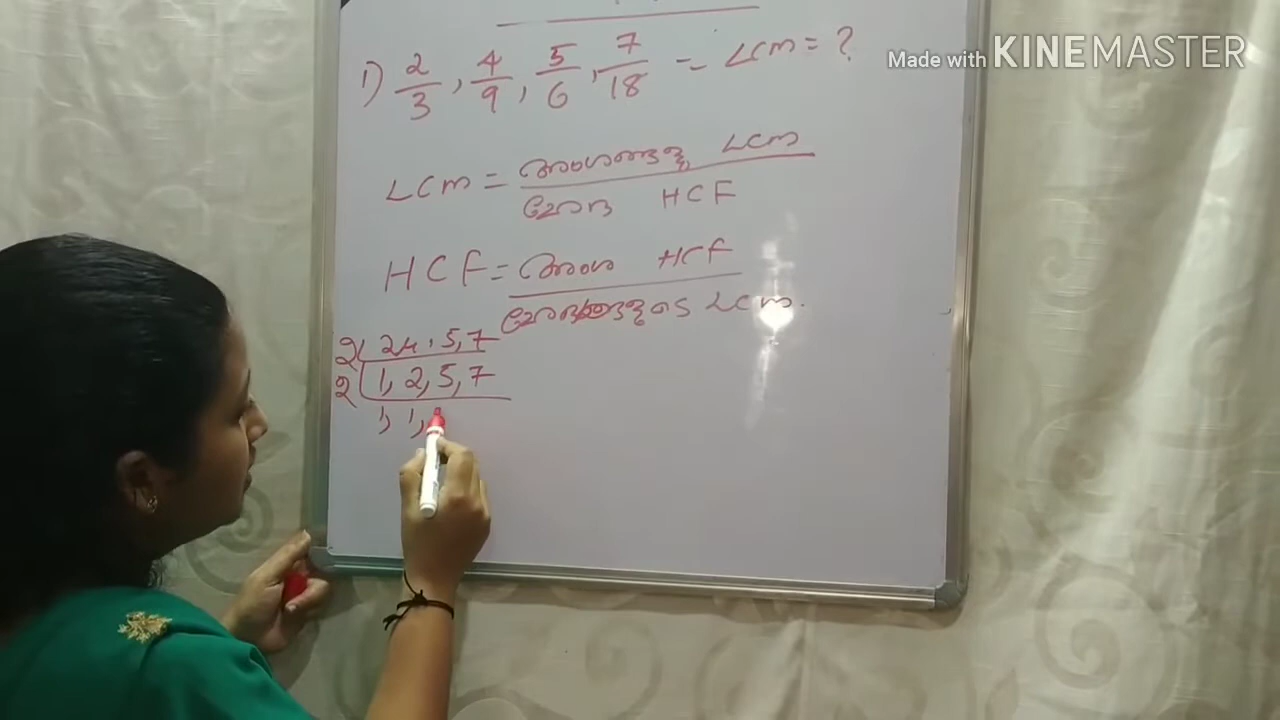 Made with KINEMASTER
1) 2/3, 4/9, 5/6, 7/18 = LCM = ?
LCM = അംശങ്ങളുടെ LCM
ഛേദ HCF
HCF = അംശ HCF
ഛേദങ്ങളുടെ LCM.
2 2 4, 5, 7
2 1, 2, 5, 7
1, 1,